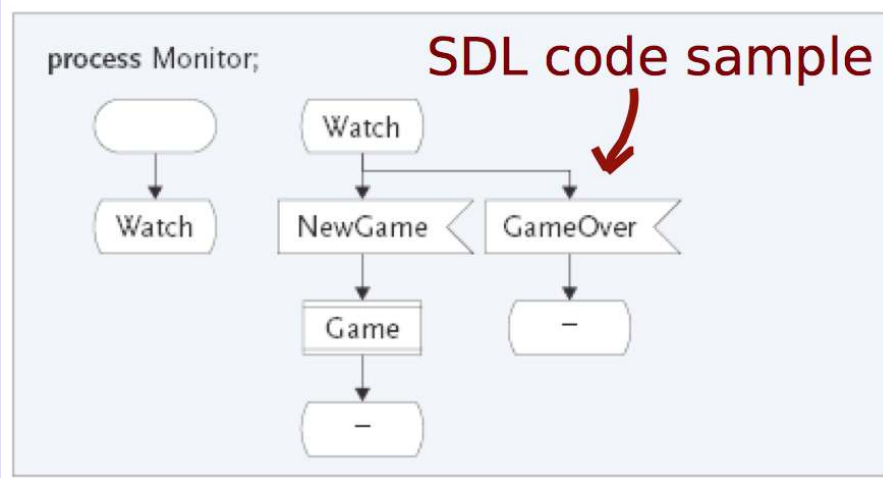 process Monitor;
SDL code sample
Watch
Watch
NewGame
GameOver
Game
–
–